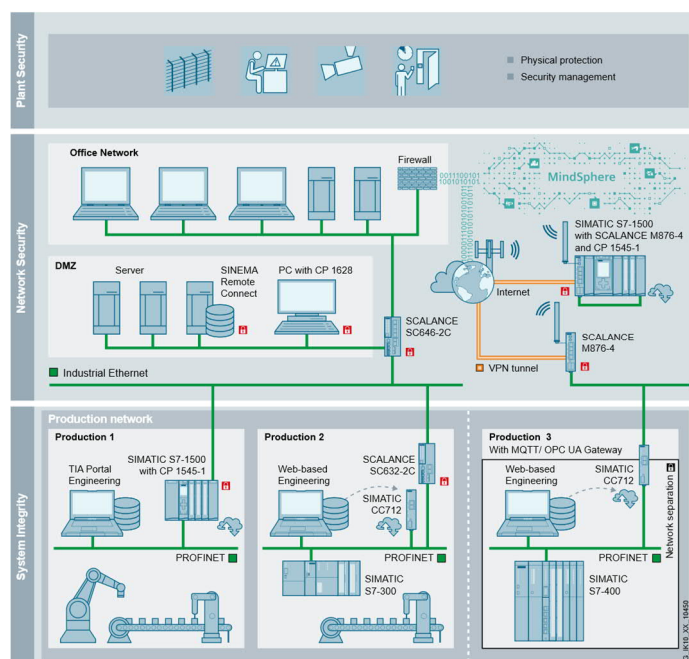 Plant Security
Physical protection
Security management
Network Security
Office Network
Firewall
0011100101
1001010101
MindSphere
SIMATIC S7-1500
with SCALANCE M876-4
and CP 1545-1
DMZ
Server
SINEMA
Remote
Connect
PC with CP 1628
SCALANCE
SC646-2C
Internet
SCALANCE
M876-4
Industrial Ethernet
VPN tunnel
System Integrity
Production network
Production 1
SIMATIC S7-1500
with CP 1545-1
TIA Portal
Engineering
PROFINET
Production 2
SCALANCE
SC632-2C
Web-based
Engineering
SIMATIC
CC712
PROFINET
SIMATIC
S7-300
Production 3
With MQTT/ OPC UA Gateway
Web-based
Engineering
SIMATIC
CC712
Network separation
PROFINET
SIMATIC
S7-400
G_IK10_XX_10450